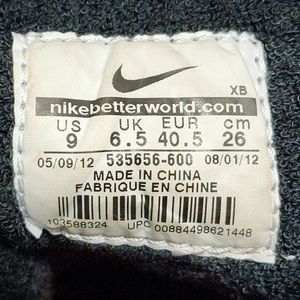 XB
nikebetterworld.com
US UK EUR cm
9 6.5 40.5 26
05/09/12 535656-600 08/01/12
MADE IN CHINA
FABRIQUE EN CHINE
103588324 UPC 00884498621448